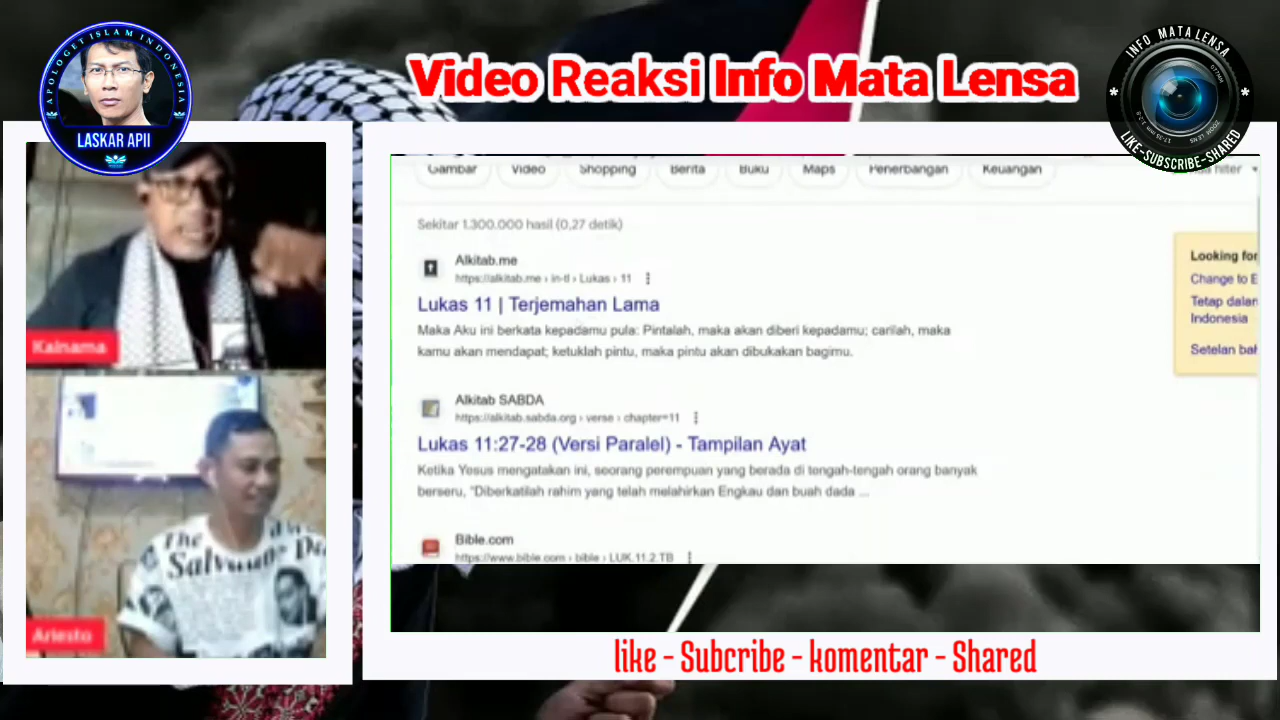 APOLOGET ISLAM INDONESIA
LASKAR APII
Video Reaksi Info Mata Lensa
INFO MATA LENSA
LIKE-SUBSCRIBE-SHARED
Kainama
The
Salvador Da
Ariesto
Gambar
Video
Shopping
Berita
Buku
Maps
Penerbangan
Keuangan
Sekitar 1.300.000 hasil (0,27 detik)
Alkitab.me
https://alkitab.me › in-tl › Lukas › 11
Lukas 11 | Terjemahan Lama
Maka Aku ini berkata kepadamu pula: Pintalah, maka akan diberi kepadamu; carilah, maka
kamu akan mendapat; ketuklah pintu, maka pintu akan dibukakan bagimu.
Alkitab SABDA
https://alkitab.sabda.org › verse › chapter=11
Lukas 11:27-28 (Versi Paralel) - Tampilan Ayat
Ketika Yesus mengatakan ini, seorang perempuan yang berada di tengah-tengah orang banyak
berseru, "Diberkatilah rahim yang telah melahirkan Engkau dan buah dada ...
Bible.com
https://www.bible.com › bible › LUK.11.2.TB
Looking for
Change to E
Tetap dalam
Indonesia
Setelan bah
like - Subcribe - komentar - Shared